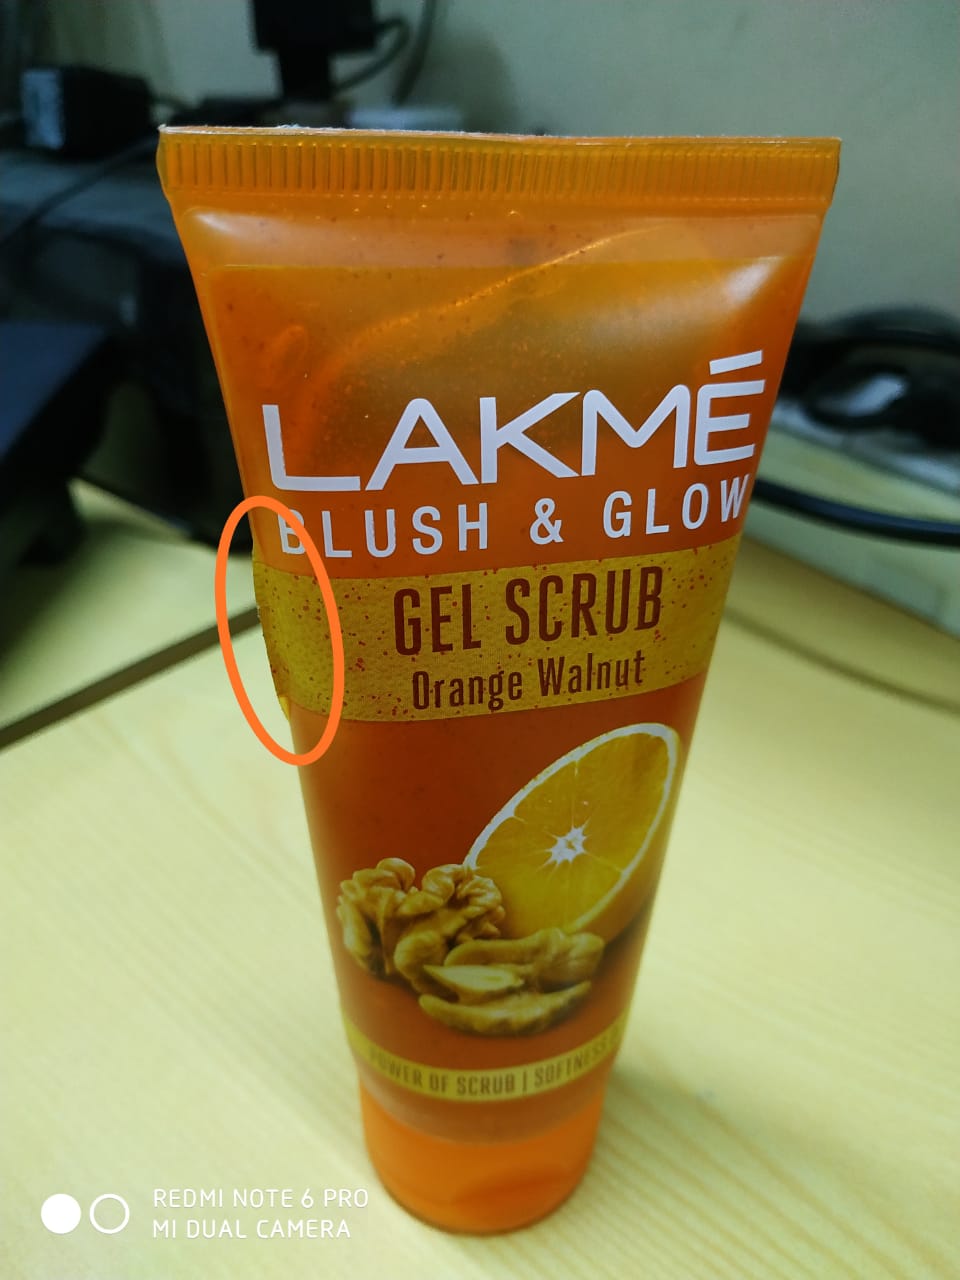 LAKMÉ
BLUSH & GLOW
GEL SCRUB
Orange Walnut
POWER OF SCRUB | SOFTNESS
REDMI NOTE 6 PRO
MI DUAL CAMERA